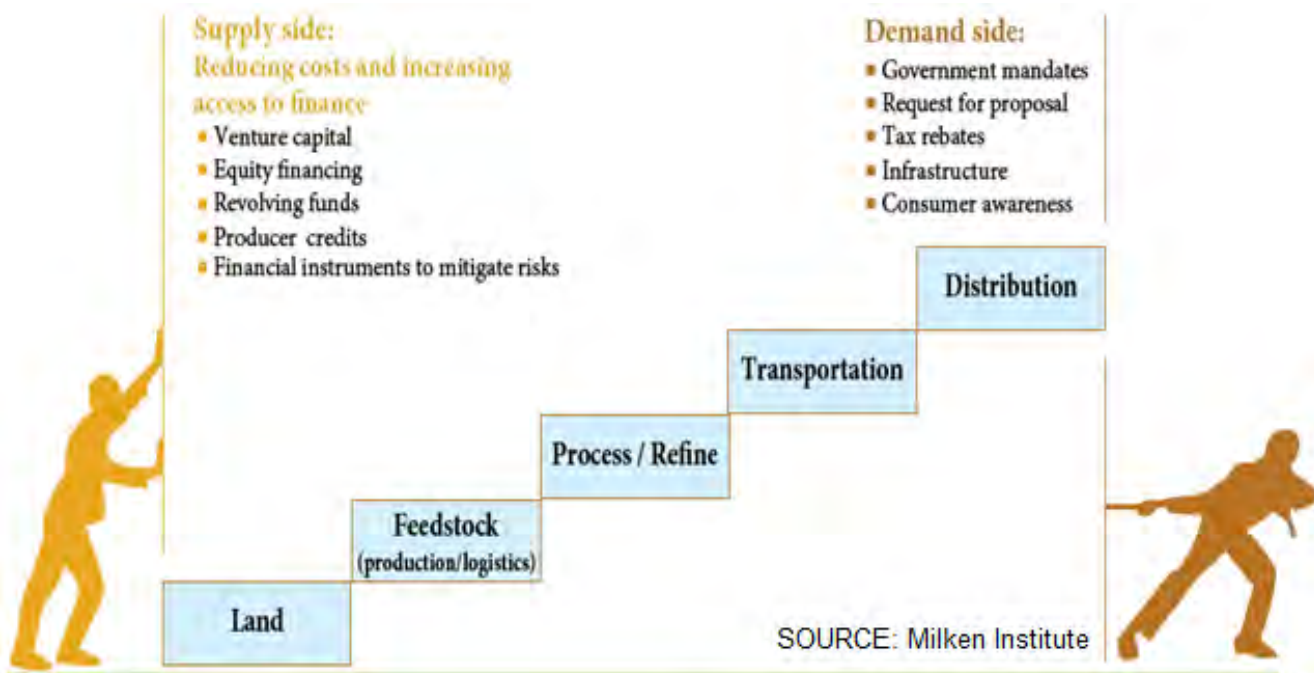 Supply side:
Reducing costs and increasing
access to finance
▪ Venture capital
▪ Equity financing
▪ Revolving funds
▪ Producer credits
▪ Financial instruments to mitigate risks
Demand side:
▪ Government mandates
▪ Request for proposal
▪ Tax rebates
▪ Infrastructure
▪ Consumer awareness
Distribution
Transportation
Process / Refine
Feedstock
(production/logistics)
Land
SOURCE: Milken Institute